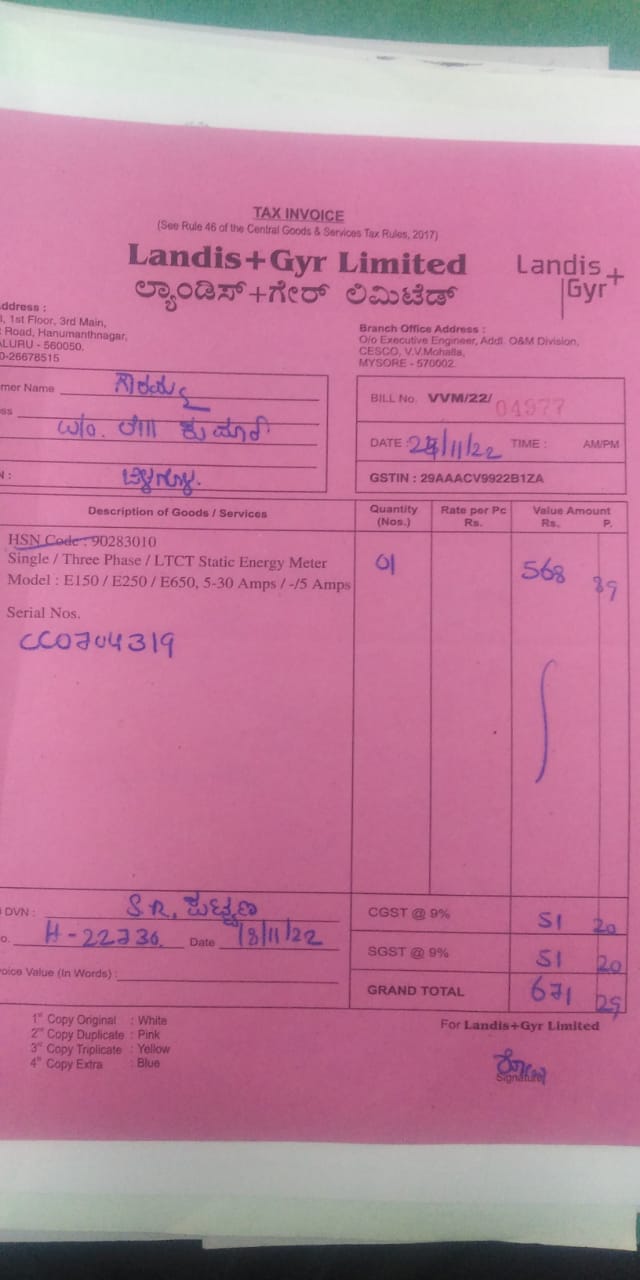 TAX INVOICE
(See Rule 46 of the Central Goods & Services Tax Rules, 2017)
Landis+Gyr Limited
ಲ್ಯಾಂಡಿಸ್+ಗೇರ್ ಲಿಮಿಟೆಡ್
Landis+
Gyr
ddress :
, 1st Floor, 3rd Main,
Road, Hanumanthnagar,
ALURU - 560050.
0-26678515
Branch Office Address :
O/o Executive Engineer, Addl. O&M Division,
CESCO, V.V.Mohalla,
MYSORE - 570002.
mer Name
ess
N :
BILL No. VVM/22/ 04977
DATE : /11/22 TIME : AM/PM
GSTIN : 29AAACV9922B1ZA
Description of Goods / Services Quantity (Nos.) Rate per Pc Rs. Value Amount Rs. P.
HSN Code : 90283010
Single / Three Phase / LTCT Static Energy Meter 01 568 39
Model : E150 / E250 / E650, 5-30 Amps / -/5 Amps
Serial Nos.
CC0704319
DVN : S.R,
o. H-22736. Date 18/11/22
oice Value (In Words) :
CGST @ 9% 51 20
SGST @ 9% 51 20
GRAND TOTAL 671 29
1st Copy Original : White
2nd Copy Duplicate : Pink
3rd Copy Triplicate : Yellow
4th Copy Extra : Blue
For Landis+Gyr Limited
Signature